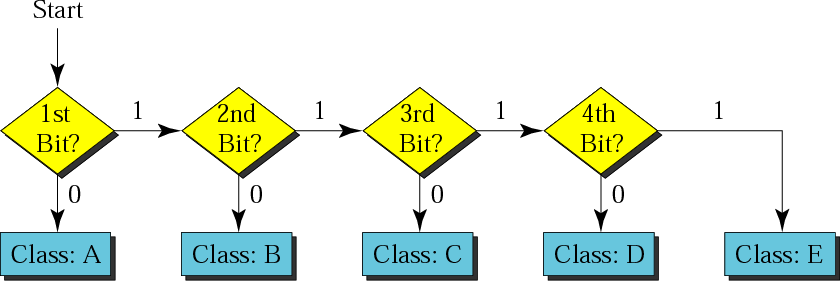 Start
1st
Bit?
1
2nd
Bit?
1
3rd
Bit?
1
4th
Bit?
1
0
0
0
0
Class: A
Class: B
Class: C
Class: D
Class: E